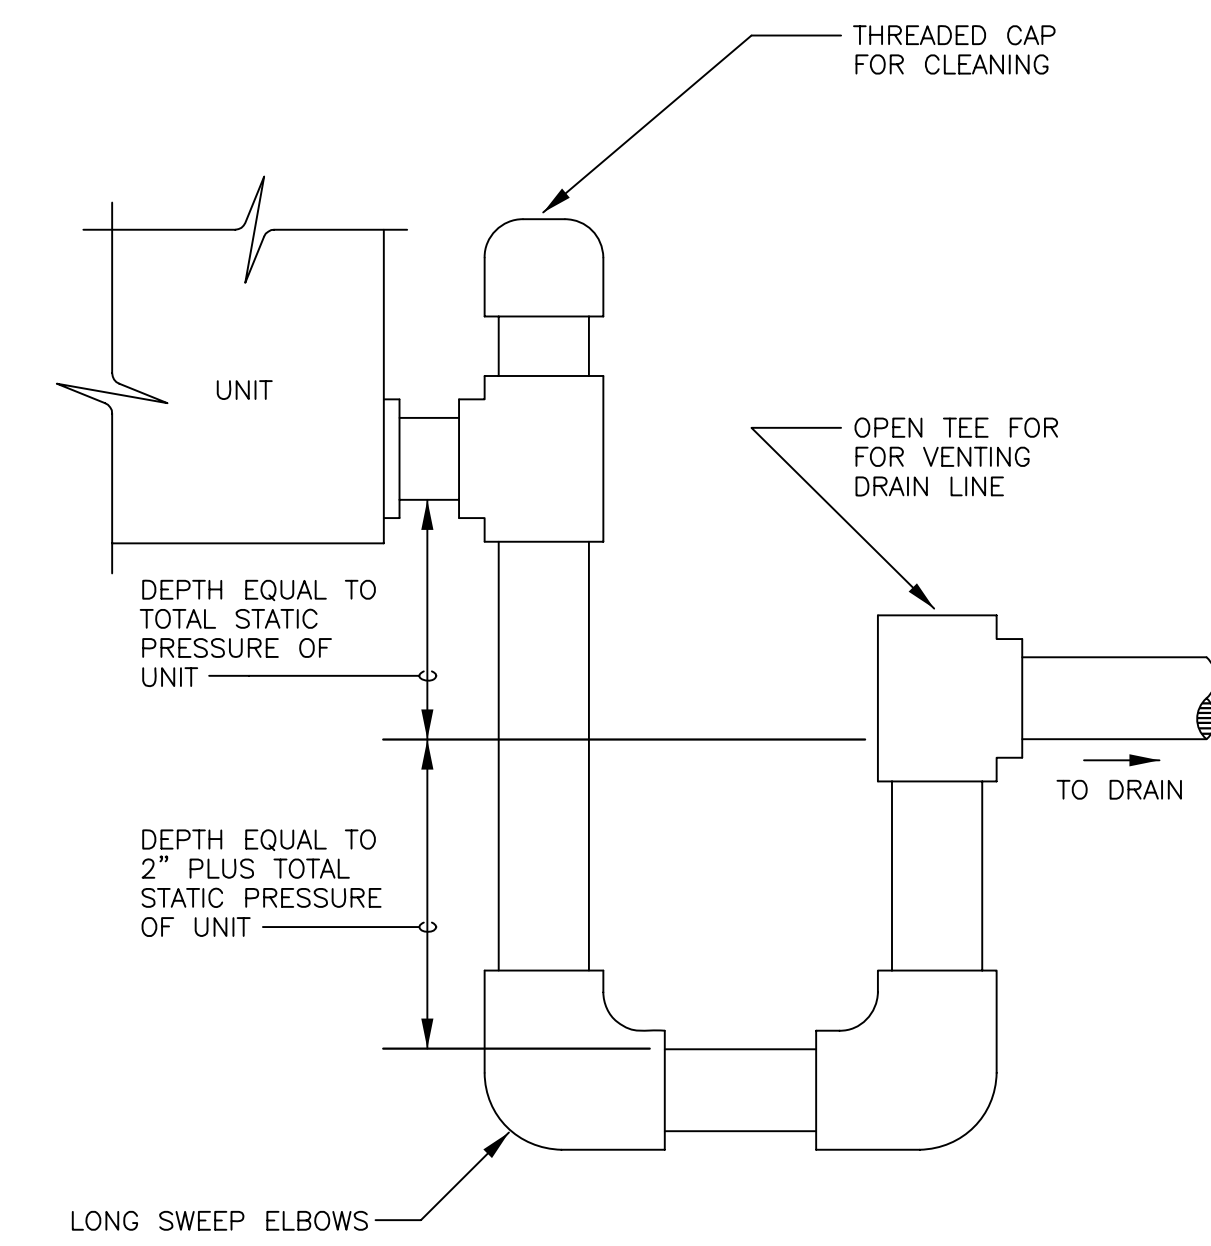 THREADED CAP
FOR CLEANING
UNIT
OPEN TEE FOR
FOR VENTING
DRAIN LINE
DEPTH EQUAL TO
TOTAL STATIC
PRESSURE OF
UNIT
TO DRAIN
DEPTH EQUAL TO
2" PLUS TOTAL
STATIC PRESSURE
OF UNIT
LONG SWEEP ELBOWS